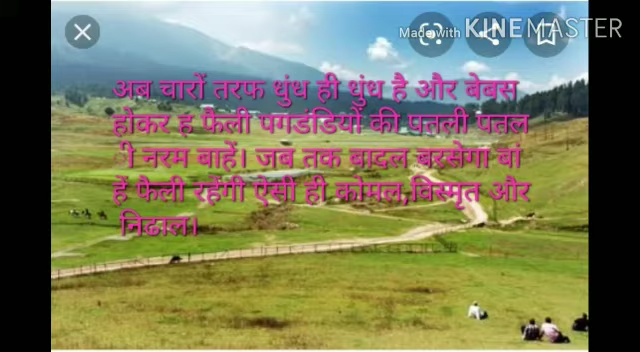 Made with KINEMASTER
अब चारों तरफ धुंध ही धुंध है और बेबस
होकर ह फैली पगडंडियों की पतली पतल
ी नरम बाहें। जब तक बादल बरसेगा बां
हें फैली रहेंगी ऐसी ही कोमल,विस्मृत और
निढाल।